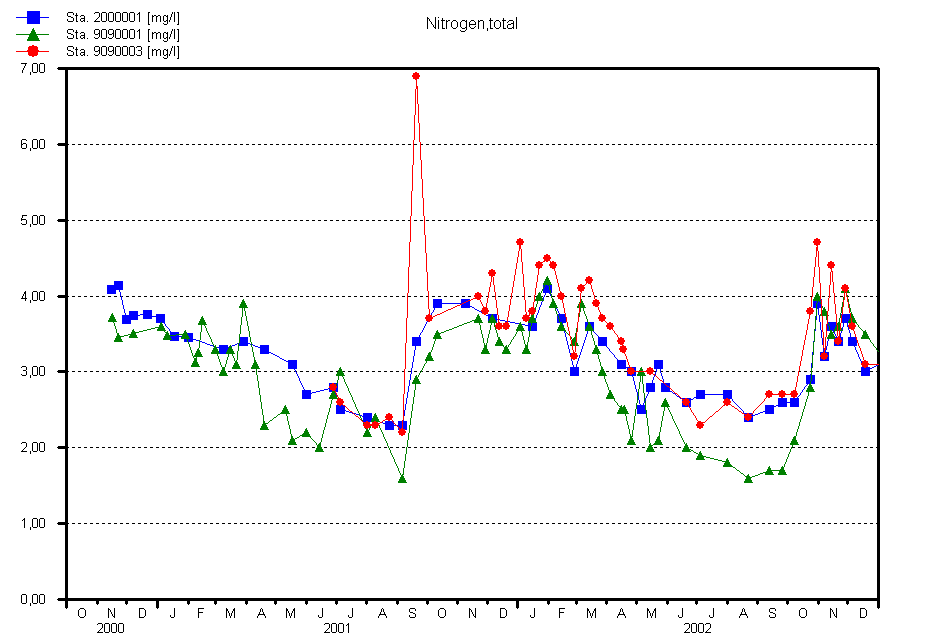 Sta. 2000001 [mg/l]
Sta. 9090001 [mg/l]
Sta. 9090003 [mg/l]
Nitrogen,total
7,00
6,00
5,00
4,00
3,00
2,00
1,00
0,00
O N D J F M A M J J A S O N D J F M A M J J A S O N D
2000 2001 2002